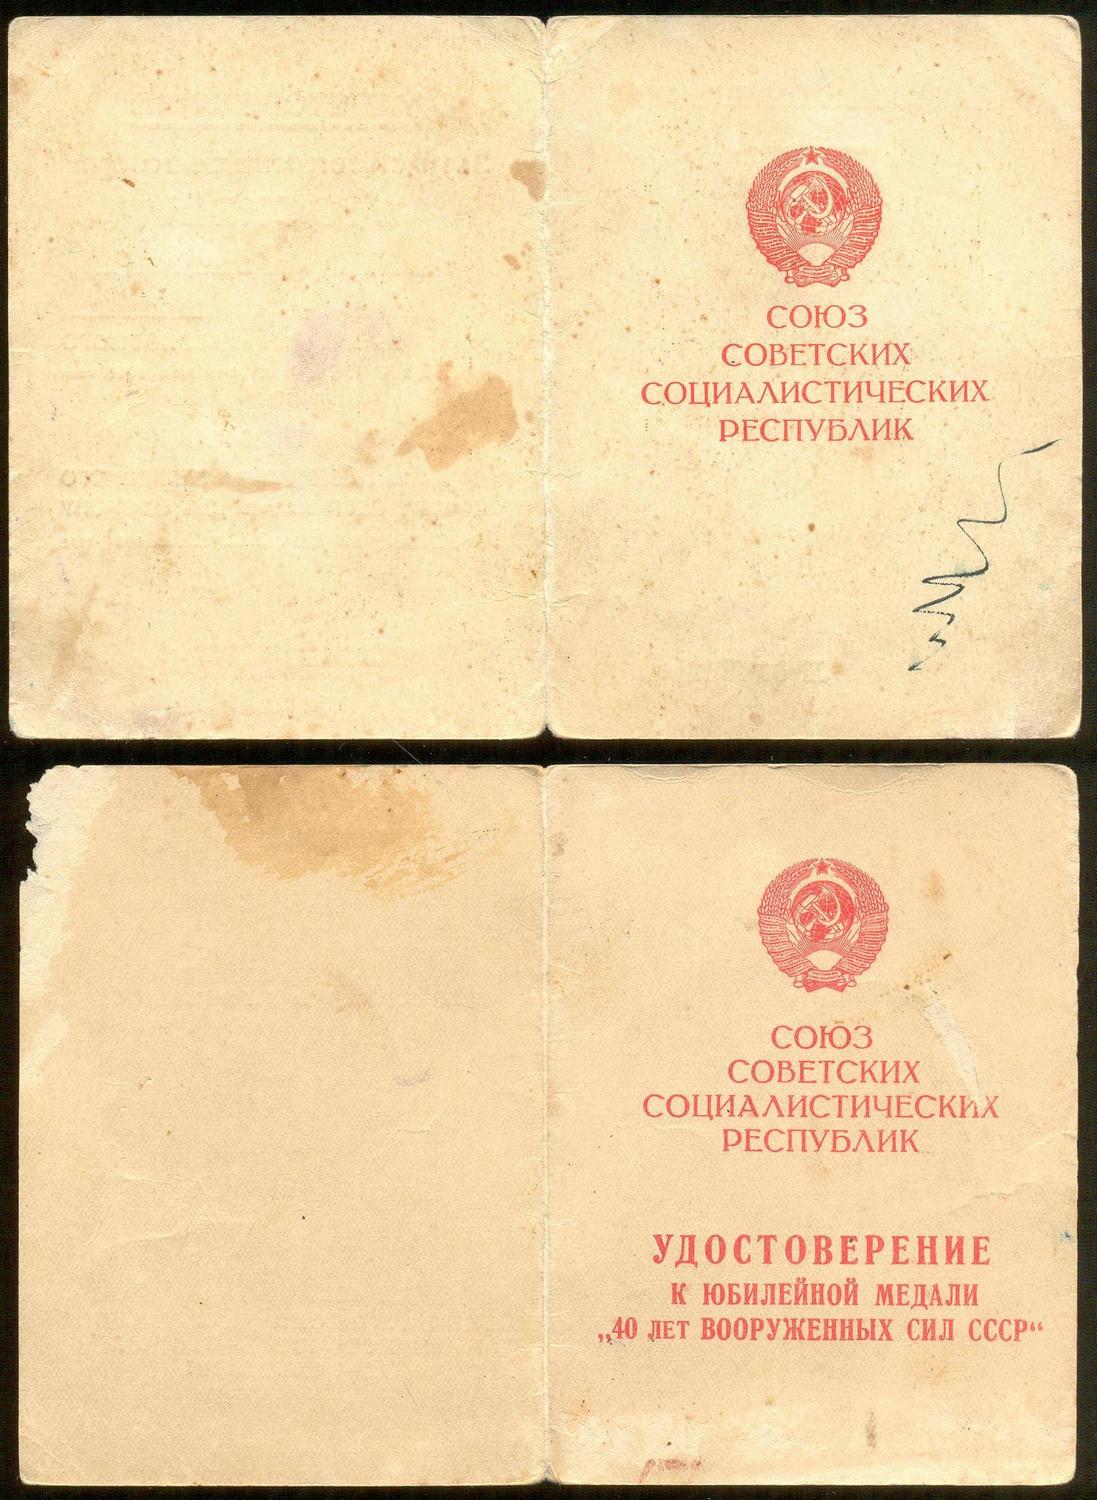 СОЮЗ
СОВЕТСКИХ
СОЦИАЛИСТИЧЕСКИХ
РЕСПУБЛИК
СОЮЗ
СОВЕТСКИХ
СОЦИАЛИСТИЧЕСКИХ
РЕСПУБЛИК
УДОСТОВЕРЕНИЕ
К ЮБИЛЕЙНОЙ МЕДАЛИ
„40 лет ВООРУЖЕННЫХ СИЛ СССР“